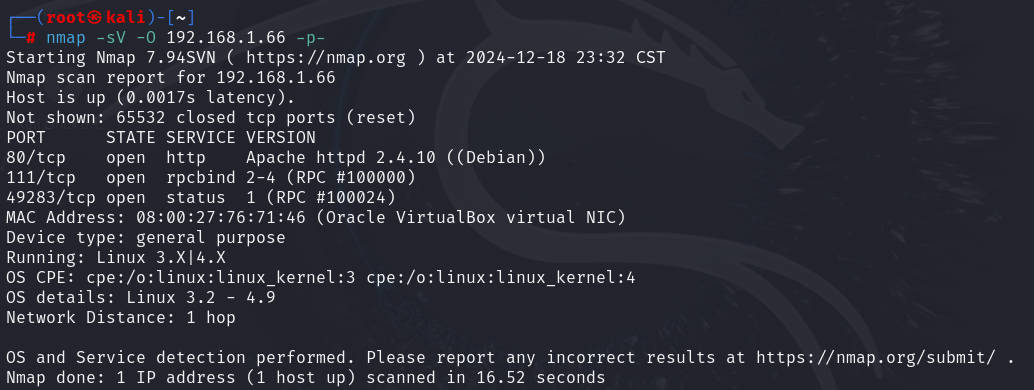 ┌──(root㉿kali)-[~]
└─# nmap -sV -O 192.168.1.66 -p-
Starting Nmap 7.94SVN ( https://nmap.org ) at 2024-12-18 23:32 CST
Nmap scan report for 192.168.1.66
Host is up (0.0017s latency).
Not shown: 65532 closed tcp ports (reset)
PORT      STATE SERVICE VERSION
80/tcp    open  http    Apache httpd 2.4.10 ((Debian))
111/tcp   open  rpcbind 2-4 (RPC #100000)
49283/tcp open  status  1 (RPC #100024)
MAC Address: 08:00:27:76:71:46 (Oracle VirtualBox virtual NIC)
Device type: general purpose
Running: Linux 3.X|4.X
OS CPE: cpe:/o:linux:linux_kernel:3 cpe:/o:linux:linux_kernel:4
OS details: Linux 3.2 - 4.9
Network Distance: 1 hop

OS and Service detection performed. Please report any incorrect results at https://nmap.org/submit/ .
Nmap done: 1 IP address (1 host up) scanned in 16.52 seconds